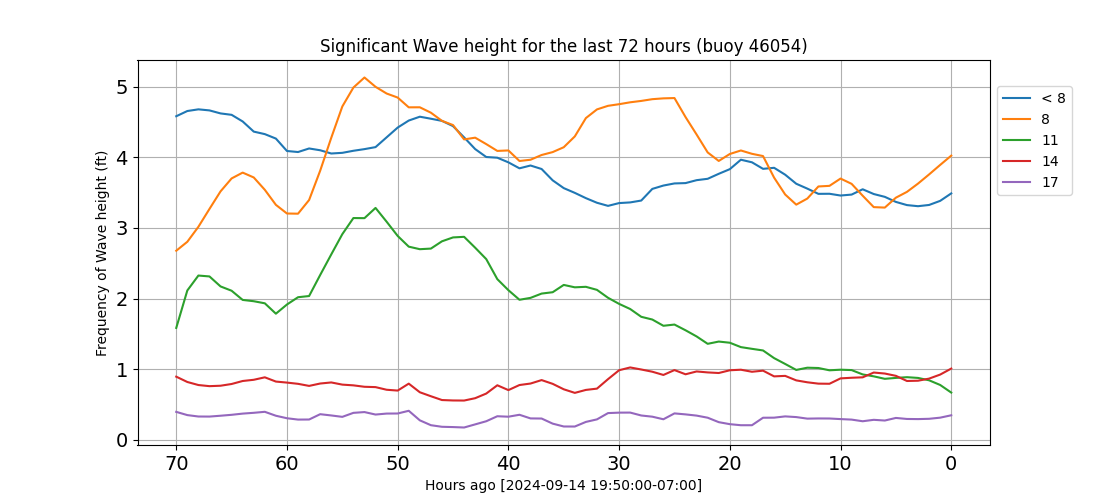 Significant Wave height for the last 72 hours (buoy 46054)
Frequency of Wave height (ft)
5
4
3
2
1
0
70 60 50 40 30 20 10 0
Hours ago [2024-09-14 19:50:00-07:00]
< 8
8
11
14
17